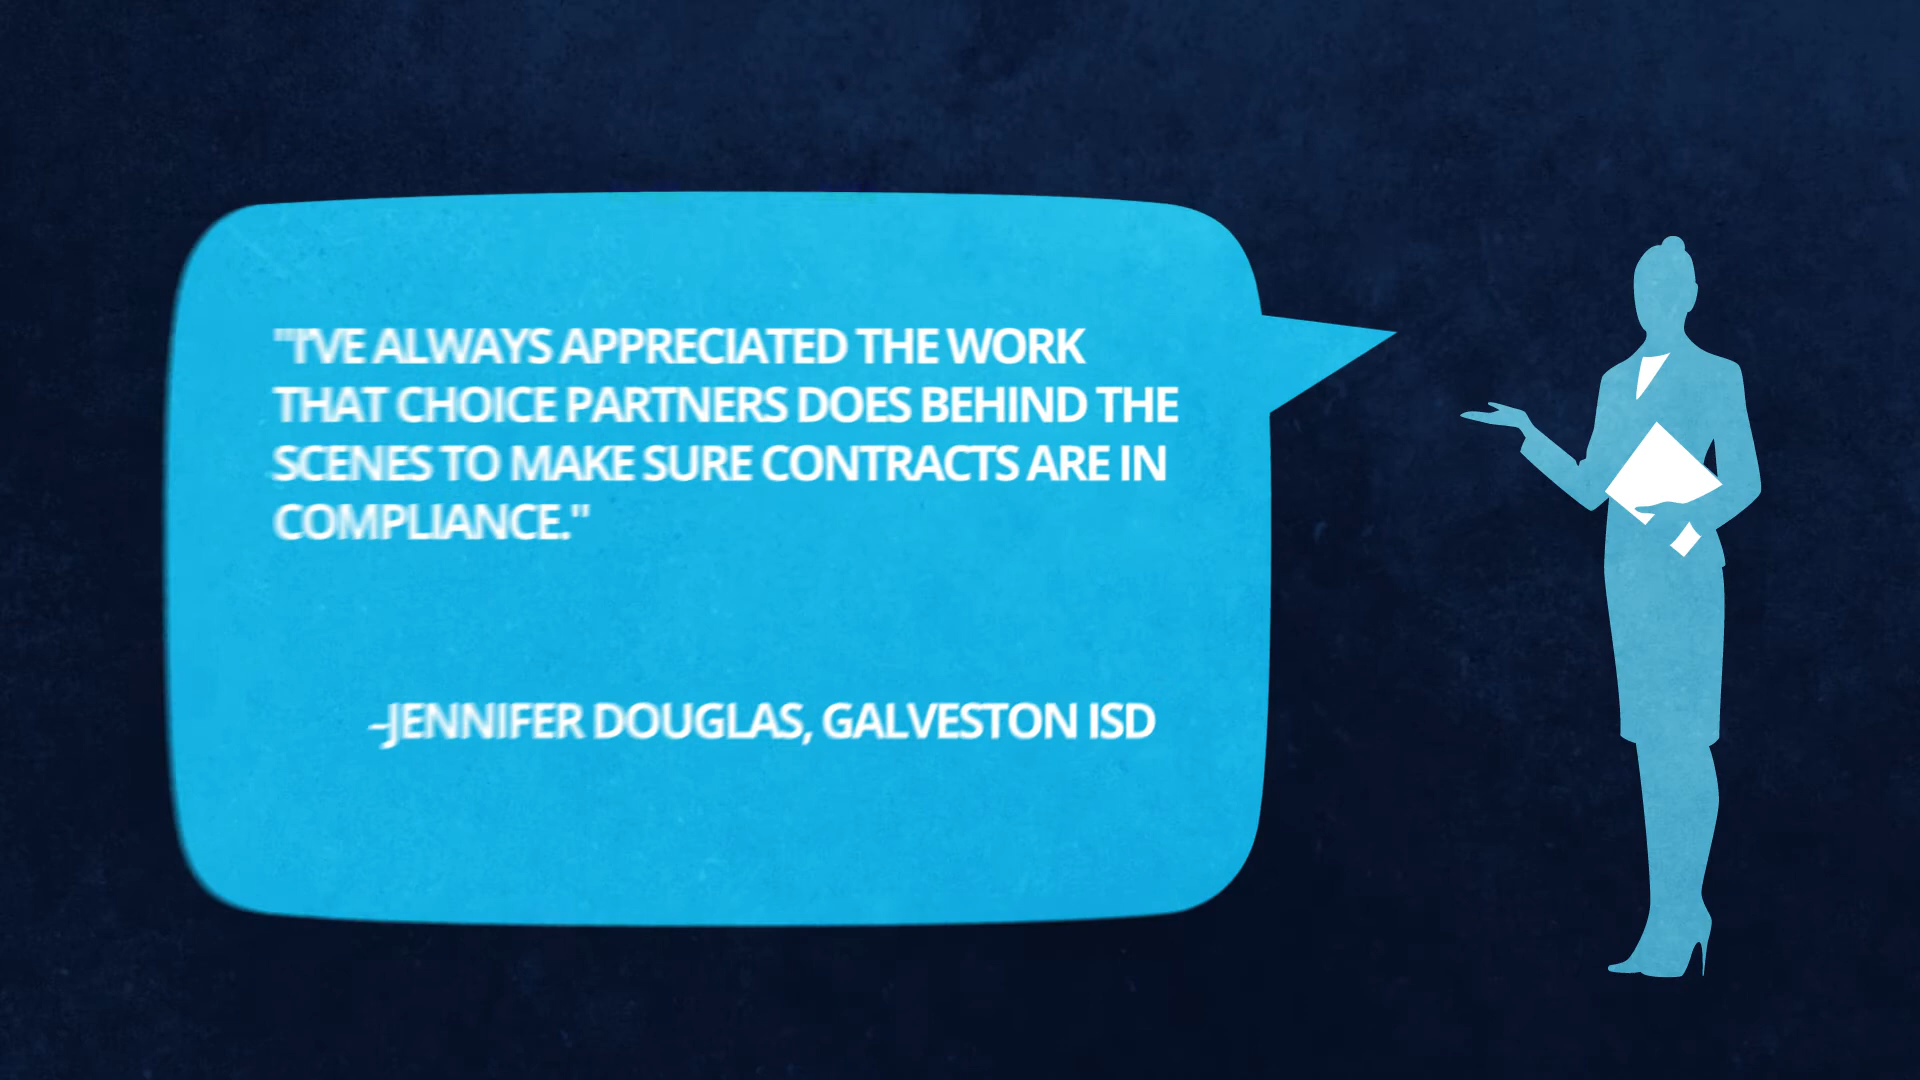 "I'VE ALWAYS APPRECIATED THE WORK
THAT CHOICE PARTNERS DOES BEHIND THE
SCENES TO MAKE SURE CONTRACTS ARE IN
COMPLIANCE."
-JENNIFER DOUGLAS, GALVESTON ISD